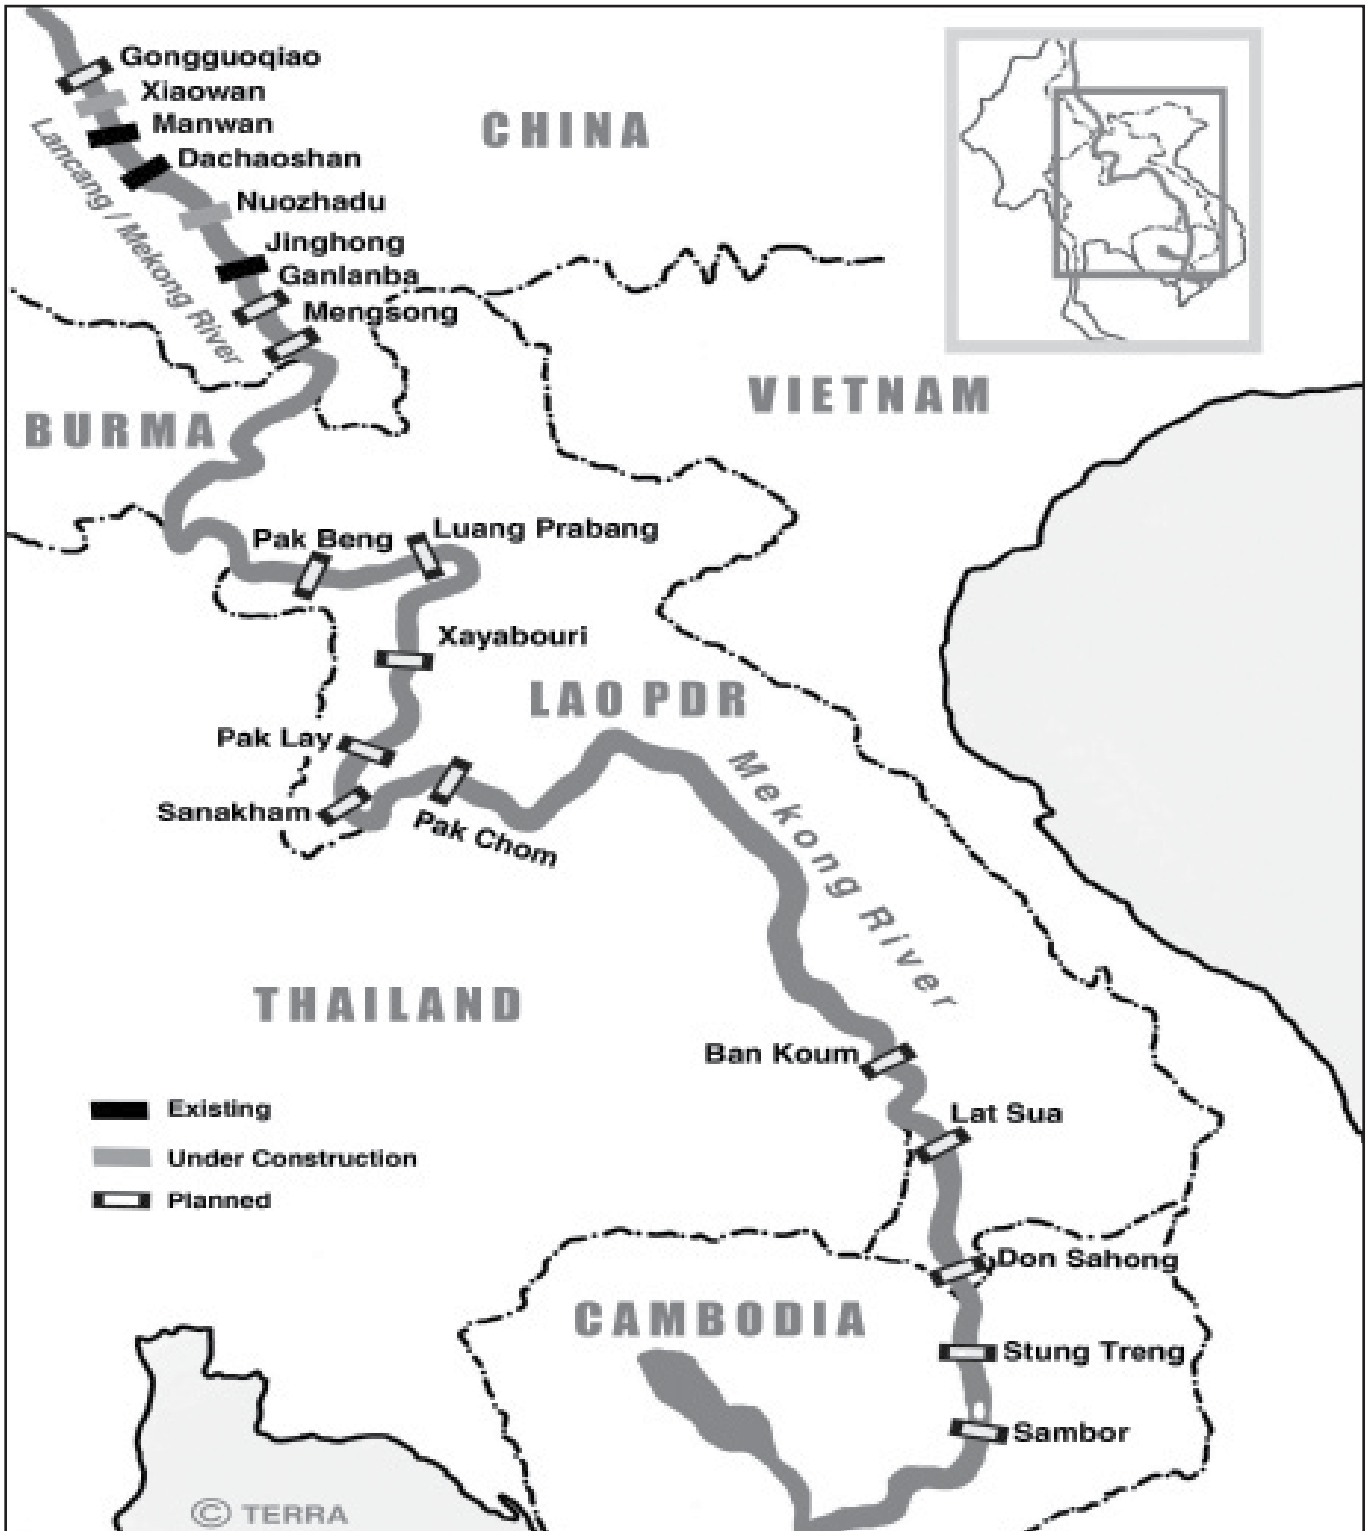 Gongguoqiao
Xiaowan
CHINA
Manwan
Dachaoshan
Lancang / Mekong River
Nuozhadu
Jinghong
Ganlanba
Mengsong
VIETNAM
BURMA
Pak Beng
Luang Prabang
Xayabouri
LAO PDR
Pak Lay
Mekong River
Sanakham
Pak Chom
THAILAND
Ban Koum
Existing
Lat Sua
Under Construction
Planned
Don Sahong
CAMBODIA
Stung Treng
Sambor
© TERRA